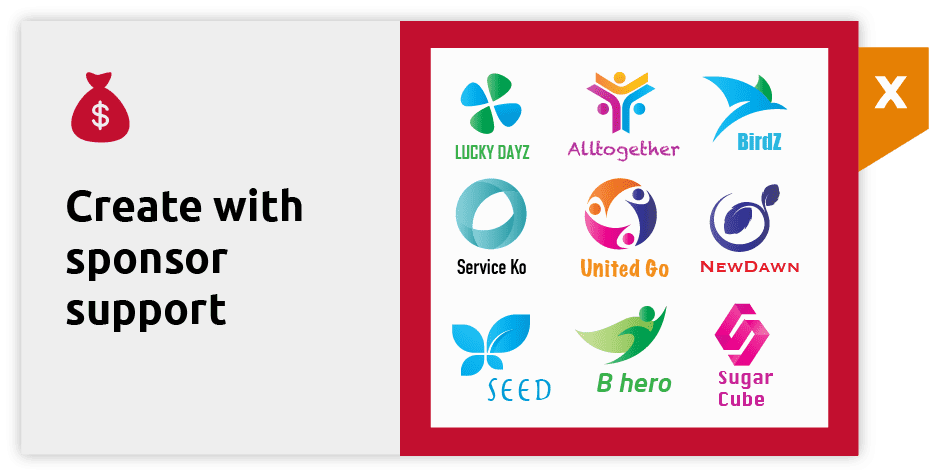 $
Create with
sponsor
support
LUCKY DAYZ
Alltogether
BirdZ
Service Ko
United Go
NEWDAWN
SEED
B hero
Sugar
Cube
X